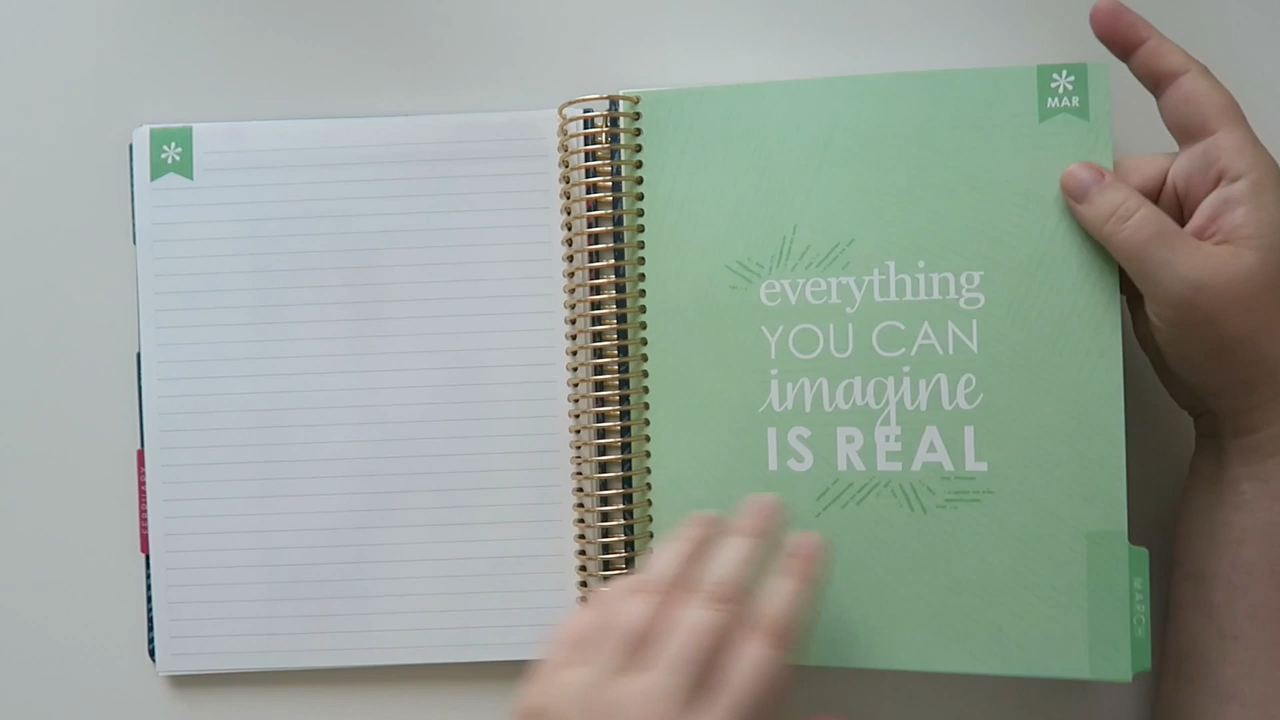 FEBRUARY
MAR
everything
YOU CAN
imagine
IS REAL
MARCH